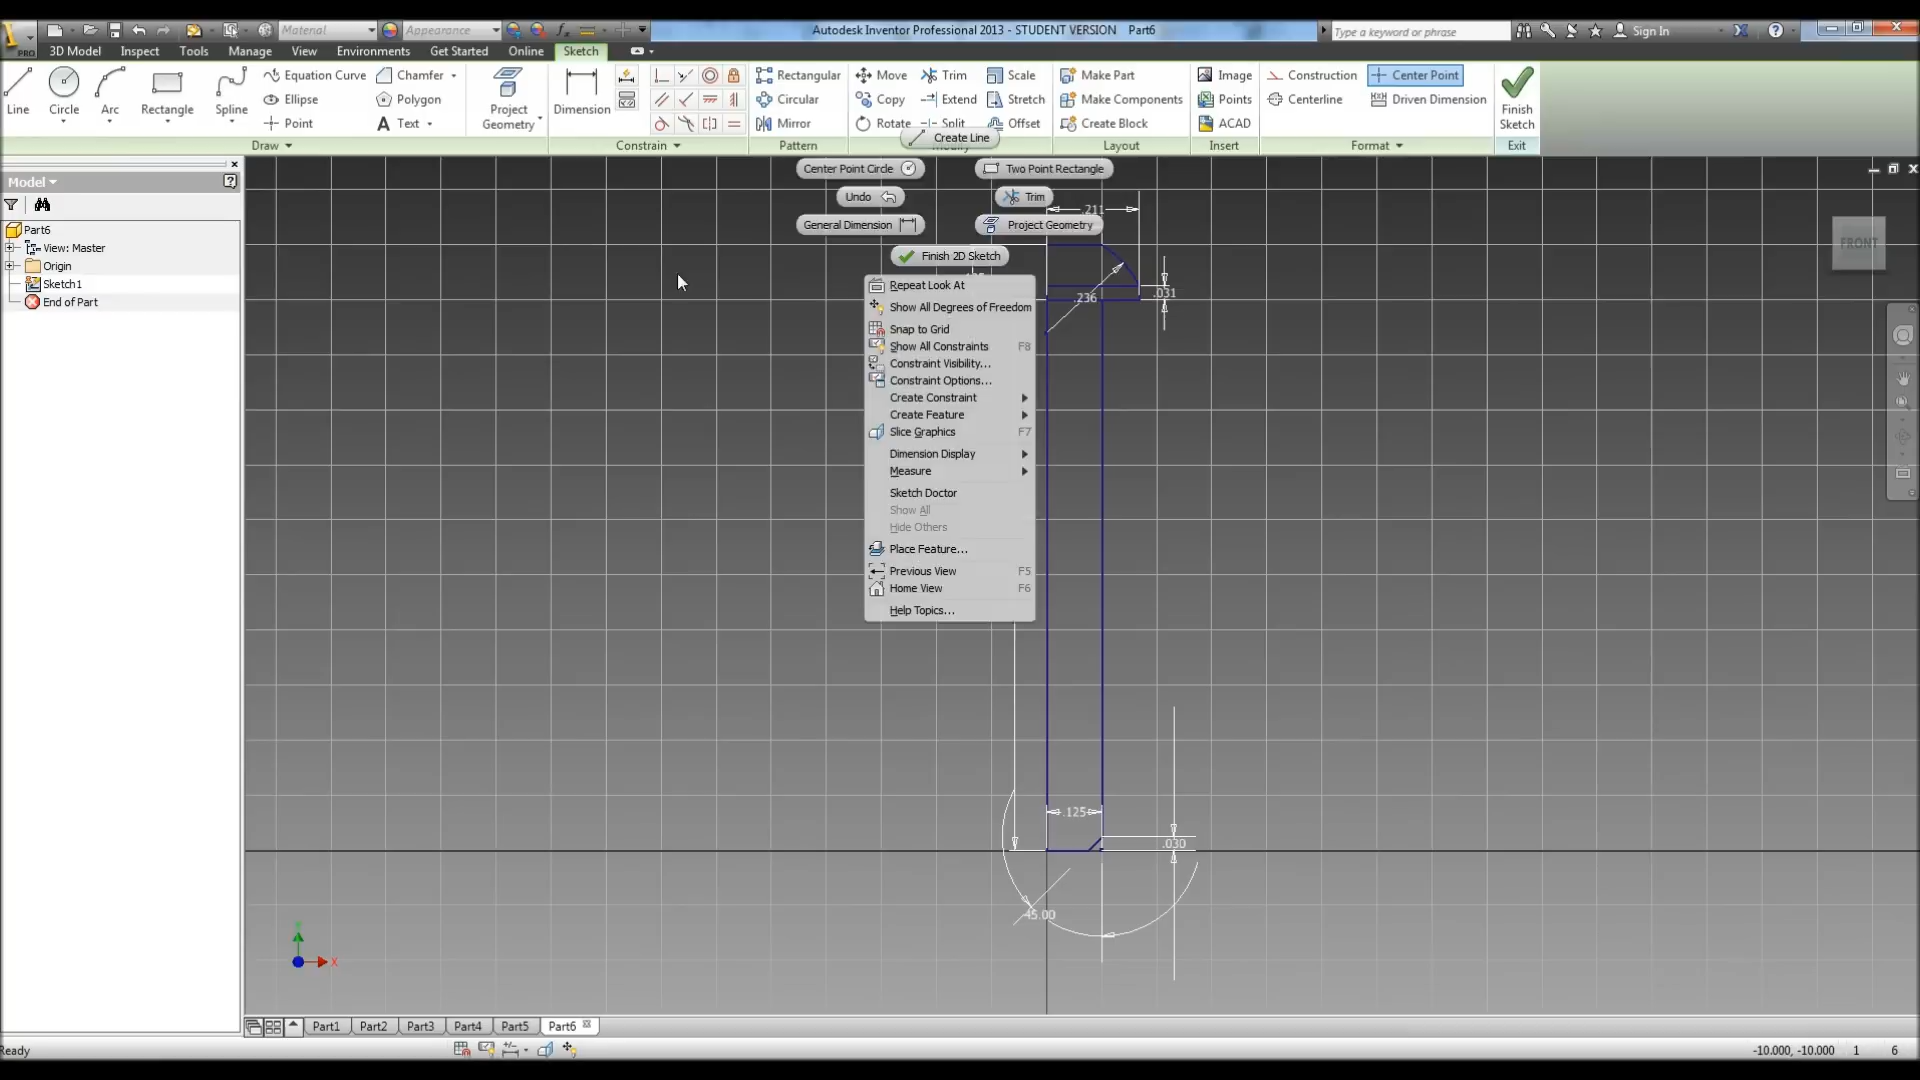 Material
Appearance
Autodesk Inventor Professional 2013 - STUDENT VERSION Part6
Type a keyword or phrase
Sign In
PRO
3D Model
Inspect
Tools
Manage
View
Environments
Get Started
Online
Sketch
Line
Circle
Arc
Rectangle
Spline
Equation Curve
Ellipse
Point
Chamfer
Polygon
Text
Project Geometry
Dimension
Rectangular
Circular
Mirror
Move
Copy
Rotate
Trim
Extend
Split
Scale
Stretch
Offset
Make Part
Make Components
Create Block
Image
Points
ACAD
Construction
Centerline
Center Point
Driven Dimension
Finish Sketch
Draw
Constrain
Pattern
Layout
Insert
Format
Exit
Create Line
Center Point Circle
Two Point Rectangle
Undo
Trim
General Dimension
Project Geometry
Finish 2D Sketch
Model
Part6
View: Master
Origin
Sketch1
End of Part
Repeat Look At
Show All Degrees of Freedom
Snap to Grid
Show All Constraints F8
Constraint Visibility...
Constraint Options...
Create Constraint
Create Feature
Slice Graphics F7
Dimension Display
Measure
Sketch Doctor
Show All
Hide Others
Place Feature...
Previous View F5
Home View F6
Help Topics...
.211
.236
.031
.125
.030
45.00
FRONT
X
Part1
Part2
Part3
Part4
Part5
Part6
Ready
-10.000, -10.000 1 6